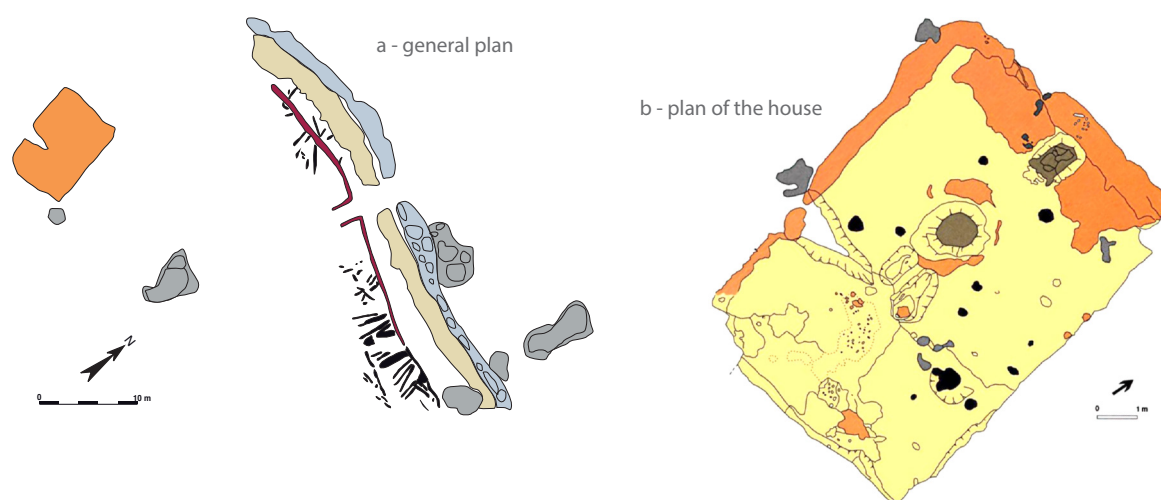 a - general plan
b - plan of the house
N
0 10 m
0 1 m